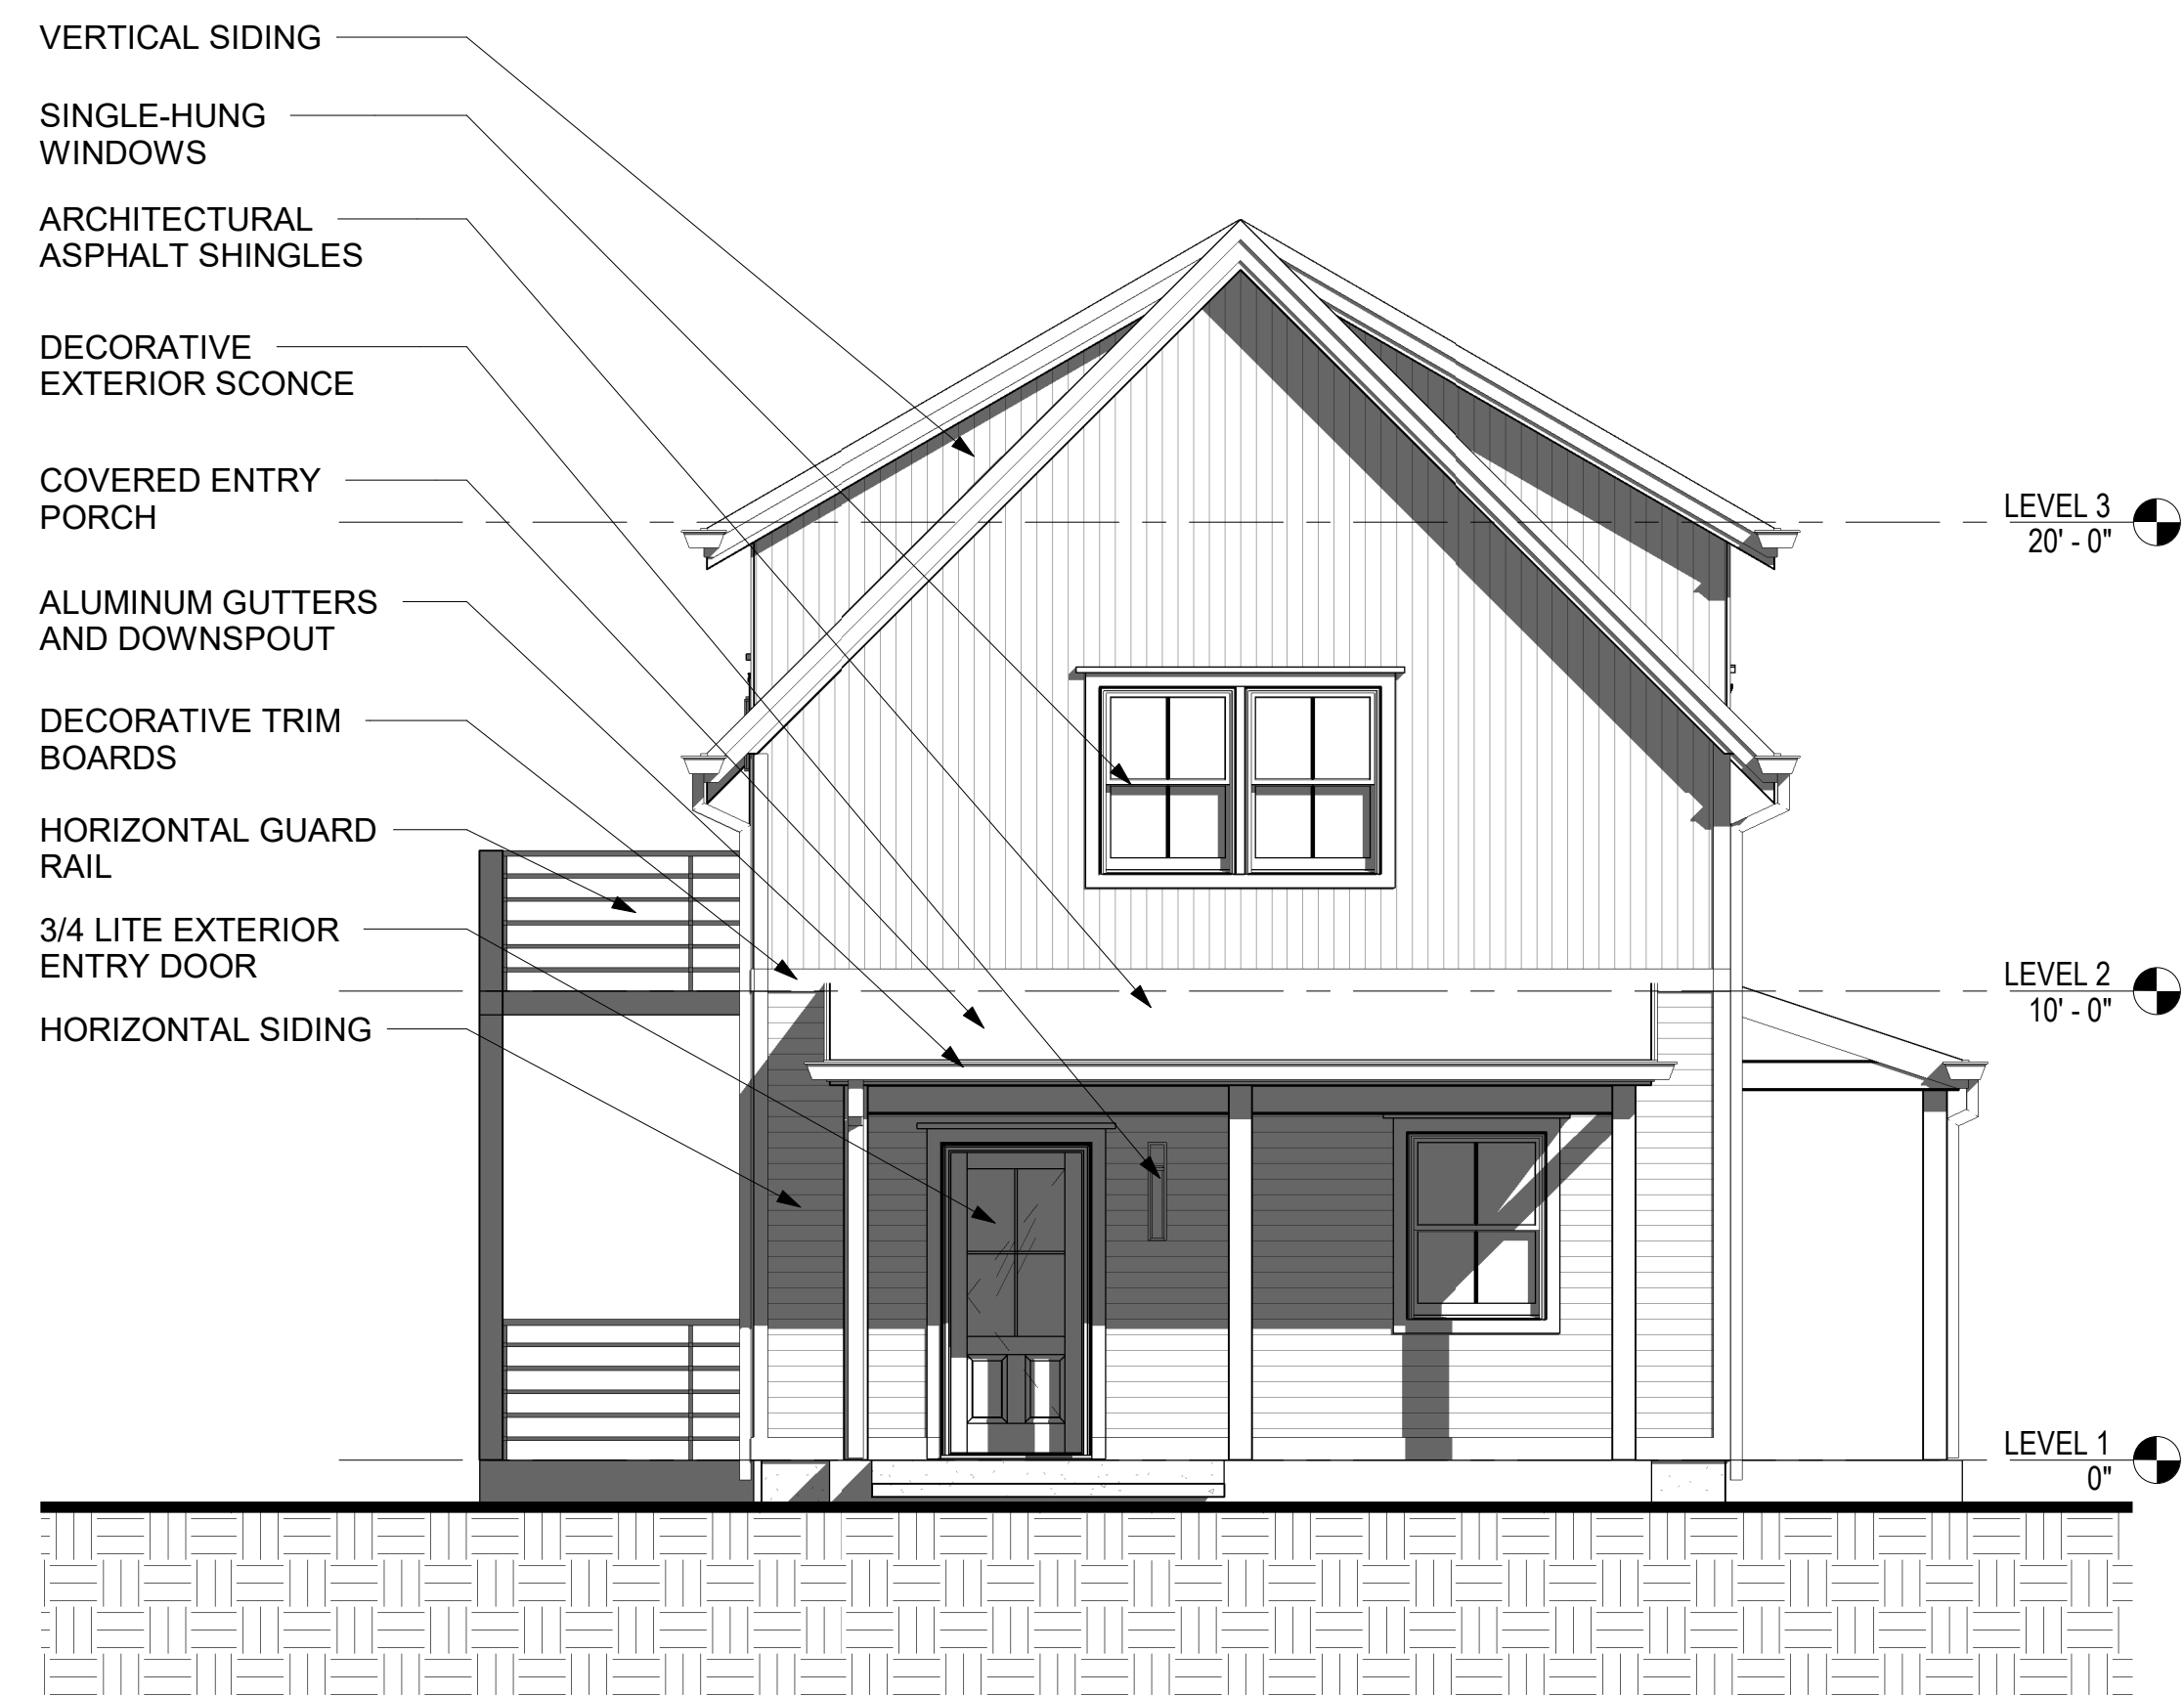 VERTICAL SIDING
SINGLE-HUNG
WINDOWS
ARCHITECTURAL
ASPHALT SHINGLES
DECORATIVE
EXTERIOR SCONCE
COVERED ENTRY
PORCH
ALUMINUM GUTTERS
AND DOWNSPOUT
DECORATIVE TRIM
BOARDS
HORIZONTAL GUARD
RAIL
3/4 LITE EXTERIOR
ENTRY DOOR
HORIZONTAL SIDING
LEVEL 3
20' - 0"
LEVEL 2
10' - 0"
LEVEL 1
0"